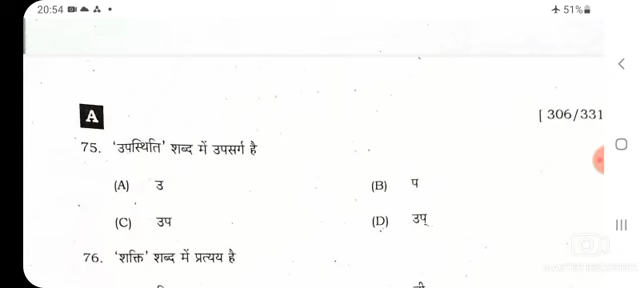 20:54
51%
A
[ 306/331
75. 'उपस्थिति' शब्द में उपसर्ग है
(A) उ
(B) प
(C) उप
(D) उप्
76. 'शक्ति' शब्द में प्रत्यय है